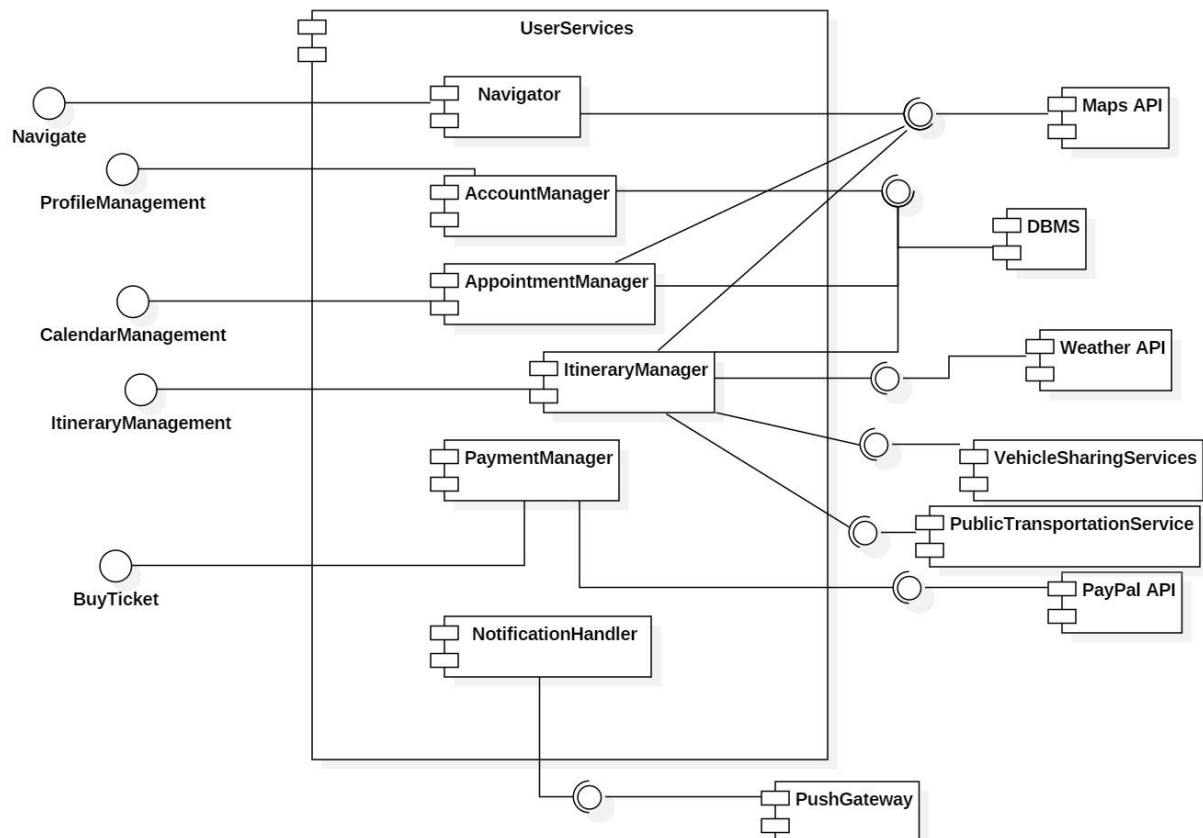 UserServices
Navigator
Maps API
Navigate
ProfileManagement
AccountManager
DBMS
AppointmentManager
CalendarManagement
Weather API
ItineraryManager
ItineraryManagement
PaymentManager
VehicleSharingServices
PublicTransportationService
PayPal API
BuyTicket
NotificationHandler
PushGateway